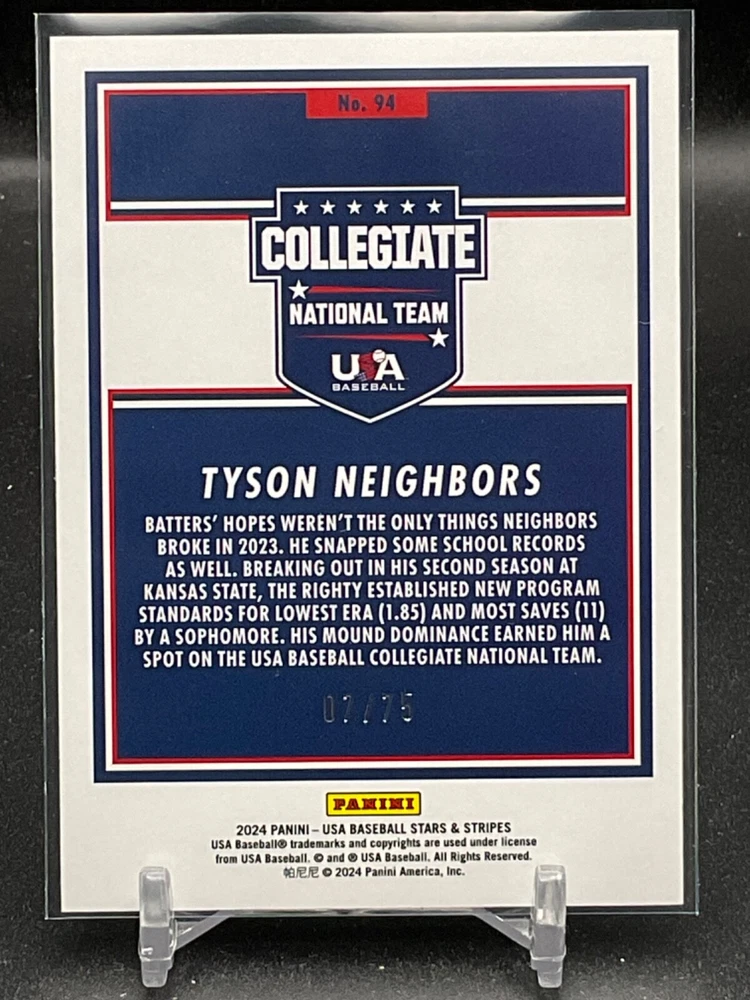 No. 94
COLLEGIATE
NATIONAL TEAM
USA
BASEBALL
TYSON NEIGHBORS
BATTERS' HOPES WEREN'T THE ONLY THINGS NEIGHBORS
BROKE IN 2023. HE SNAPPED SOME SCHOOL RECORDS
AS WELL. BREAKING OUT IN HIS SECOND SEASON AT
KANSAS STATE, THE RIGHTY ESTABLISHED NEW PROGRAM
STANDARDS FOR LOWEST ERA (1.85) AND MOST SAVES (11)
BY A SOPHOMORE. HIS MOUND DOMINANCE EARNED HIM A
SPOT ON THE USA BASEBALL COLLEGIATE NATIONAL TEAM.
07/75
PANINI
2024 PANINI – USA BASEBALL STARS & STRIPES
USA Baseball® trademarks and copyrights are used under license
from USA Baseball. © and ® USA Baseball. All Rights Reserved.
帕尼尼 © 2024 Panini America, Inc.